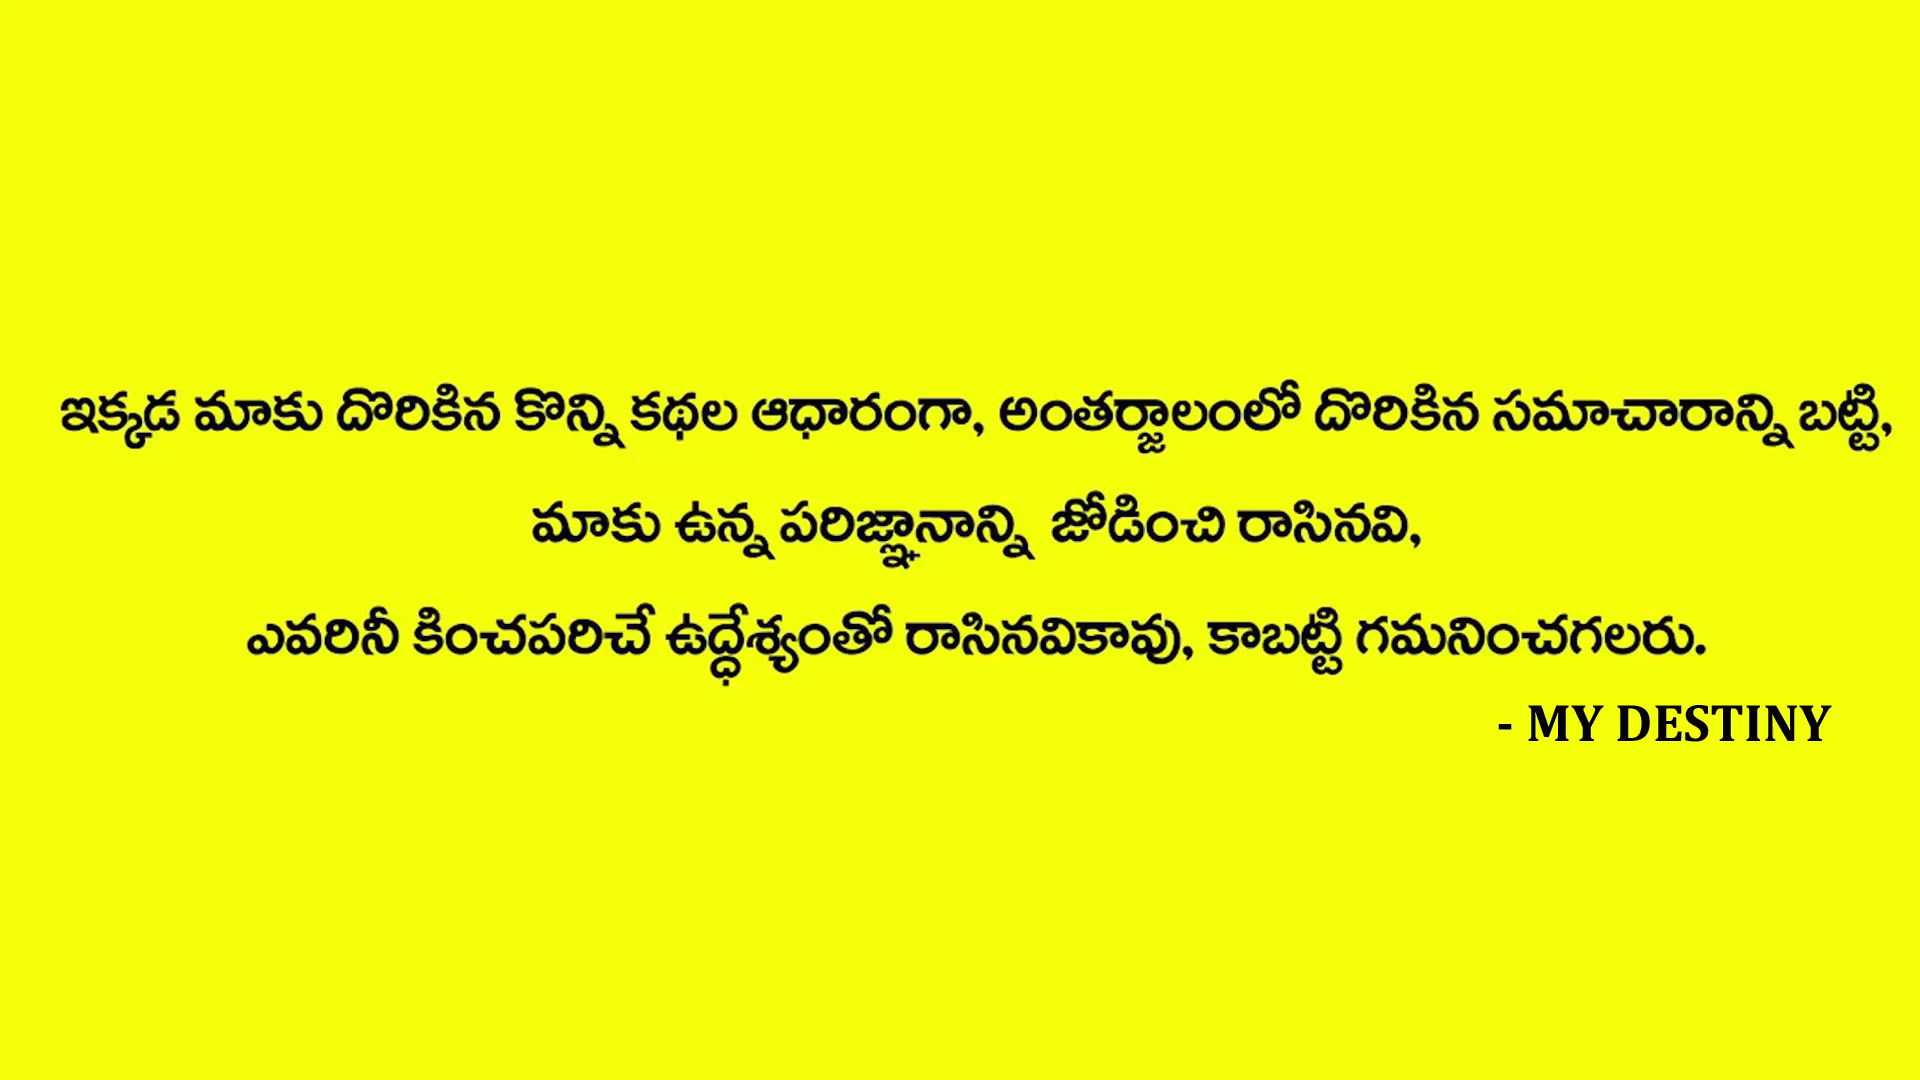 ఇక్కడ మాకు దొరికిన కొన్ని కథల ఆధారంగా, అంతర్జాలంలో దొరికిన సమాచారాన్ని బట్టి,
మాకు ఉన్న పరిజ్ఞానాన్ని జోడించి రాసినవి,
ఎవరినీ కించపరిచే ఉద్ధేశ్యంతో రాసినవికావు, కాబట్టి గమనించగలరు.
- MY DESTINY